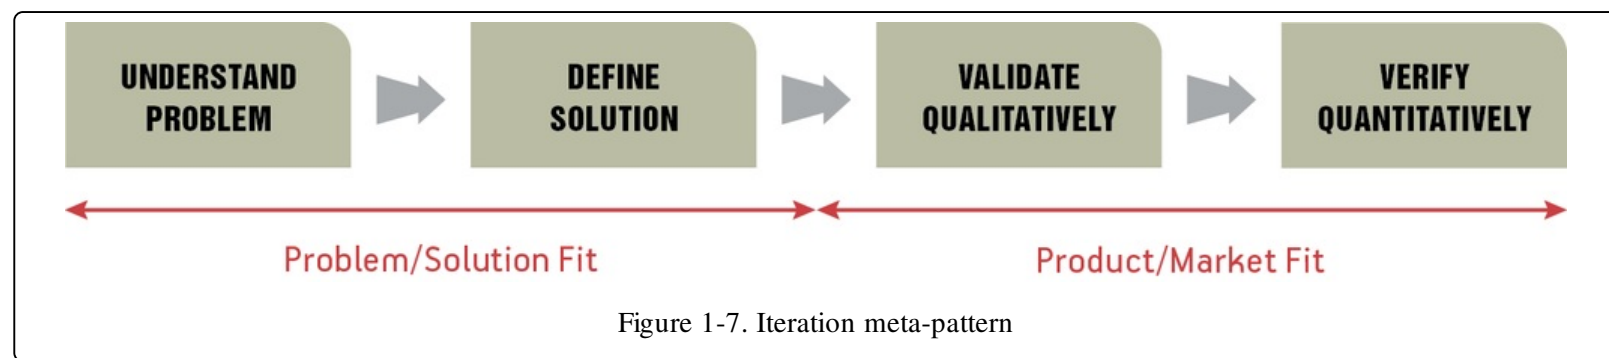 UNDERSTAND
PROBLEM
DEFINE
SOLUTION
VALIDATE
QUALITATIVELY
VERIFY
QUANTITATIVELY
Problem/Solution Fit
Product/Market Fit
Figure 1-7. Iteration meta-pattern